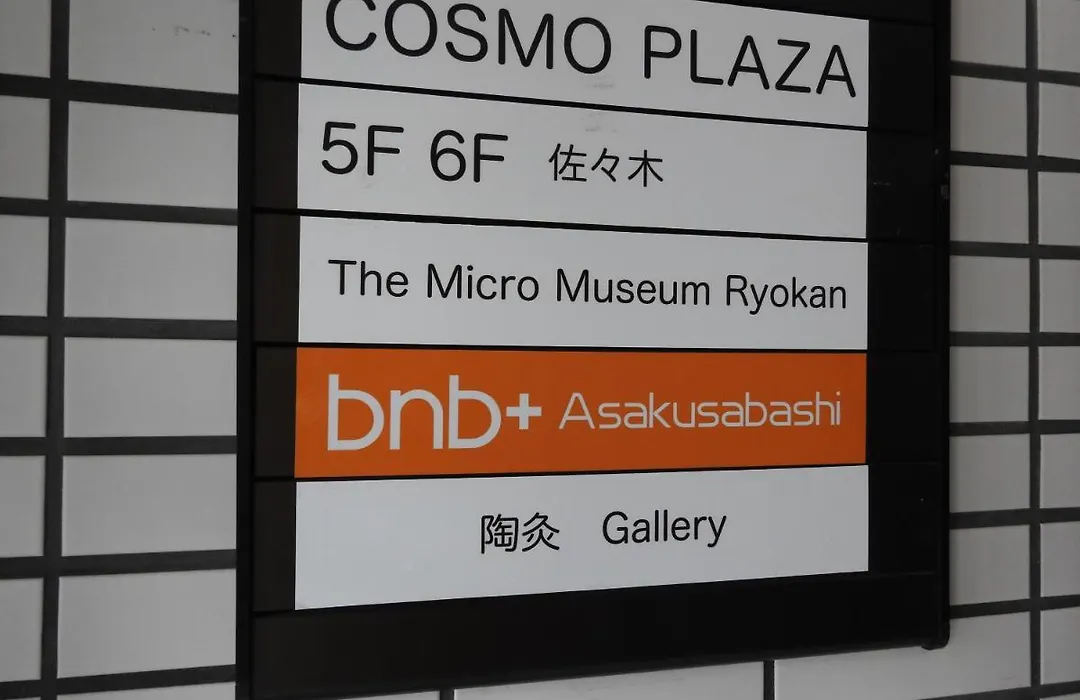 COSMO PLAZA
5F 6F 佐々木
The Micro Museum Ryokan
bnb+ Asakusabashi
陶灸 Gallery